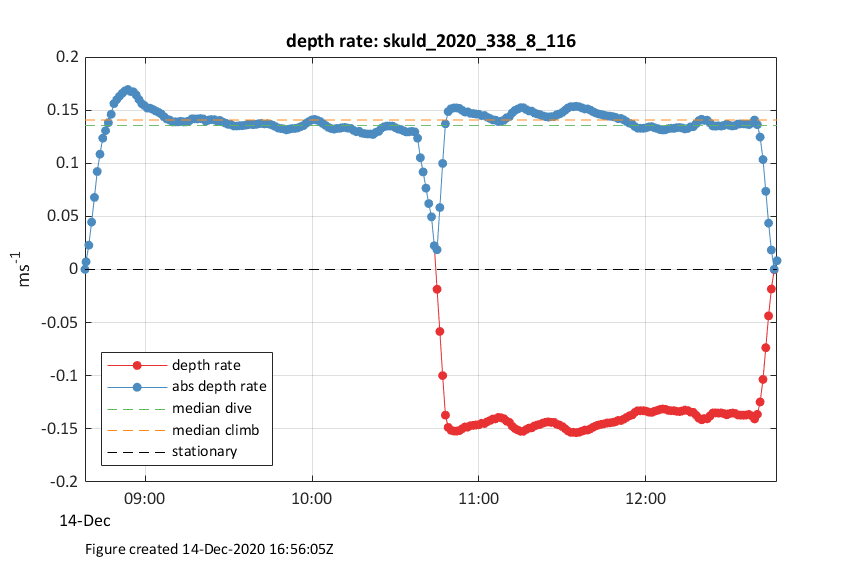 depth rate: skuld_2020_338_8_116
0.2
0.15
0.1
0.05
0
-0.05
-0.1
-0.15
-0.2
ms-1
depth rate
abs depth rate
median dive
median climb
stationary
09:00 10:00 11:00 12:00
14-Dec
Figure created 14-Dec-2020 16:56:05Z